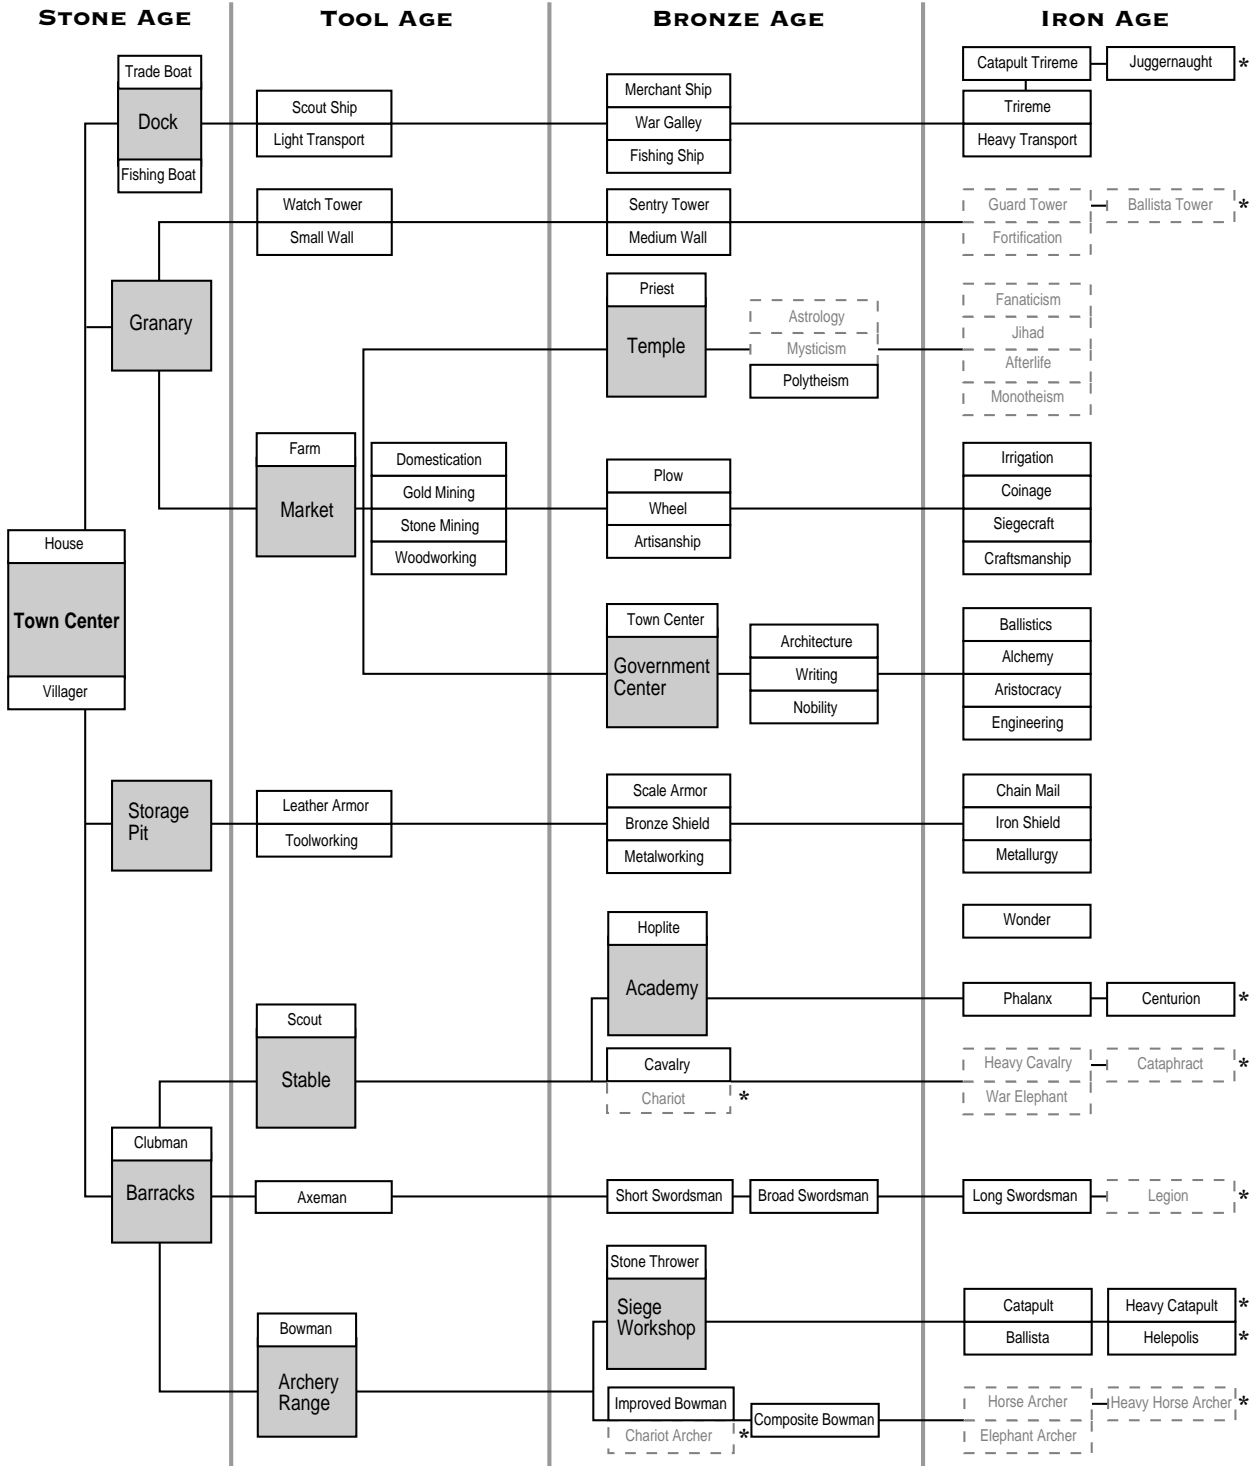 STONE AGE
TOOL AGE
BRONZE AGE
IRON AGE
Trade Boat
Dock
Fishing Boat
Scout Ship
Light Transport
Merchant Ship
War Galley
Fishing Ship
Catapult Trireme
Juggernaught *
Trireme
Heavy Transport
Granary
Watch Tower
Small Wall
Sentry Tower
Medium Wall
Guard Tower
Ballista Tower *
Fortification
Priest
Temple
Astrology
Mysticism
Polytheism
Fanaticism
Jihad
Afterlife
Monotheism
Farm
Market
Domestication
Gold Mining
Stone Mining
Woodworking
Plow
Wheel
Artisanship
Irrigation
Coinage
Siegecraft
Craftsmanship
House
Town Center
Villager
Town Center
Government
Center
Architecture
Writing
Nobility
Ballistics
Alchemy
Aristocracy
Engineering
Storage
Pit
Leather Armor
Toolworking
Scale Armor
Bronze Shield
Metalworking
Chain Mail
Iron Shield
Metallurgy
Wonder
Hoplite
Academy
Phalanx
Centurion *
Scout
Stable
Cavalry
Chariot *
Heavy Cavalry
Cataphract *
War Elephant
Clubman
Barracks
Axeman
Short Swordsman
Broad Swordsman
Long Swordsman
Legion *
Stone Thrower
Siege
Workshop
Catapult
Heavy Catapult *
Ballista
Helepolis *
Bowman
Archery
Range
Improved Bowman
Chariot Archer *
Composite Bowman
Horse Archer
Heavy Horse Archer *
Elephant Archer